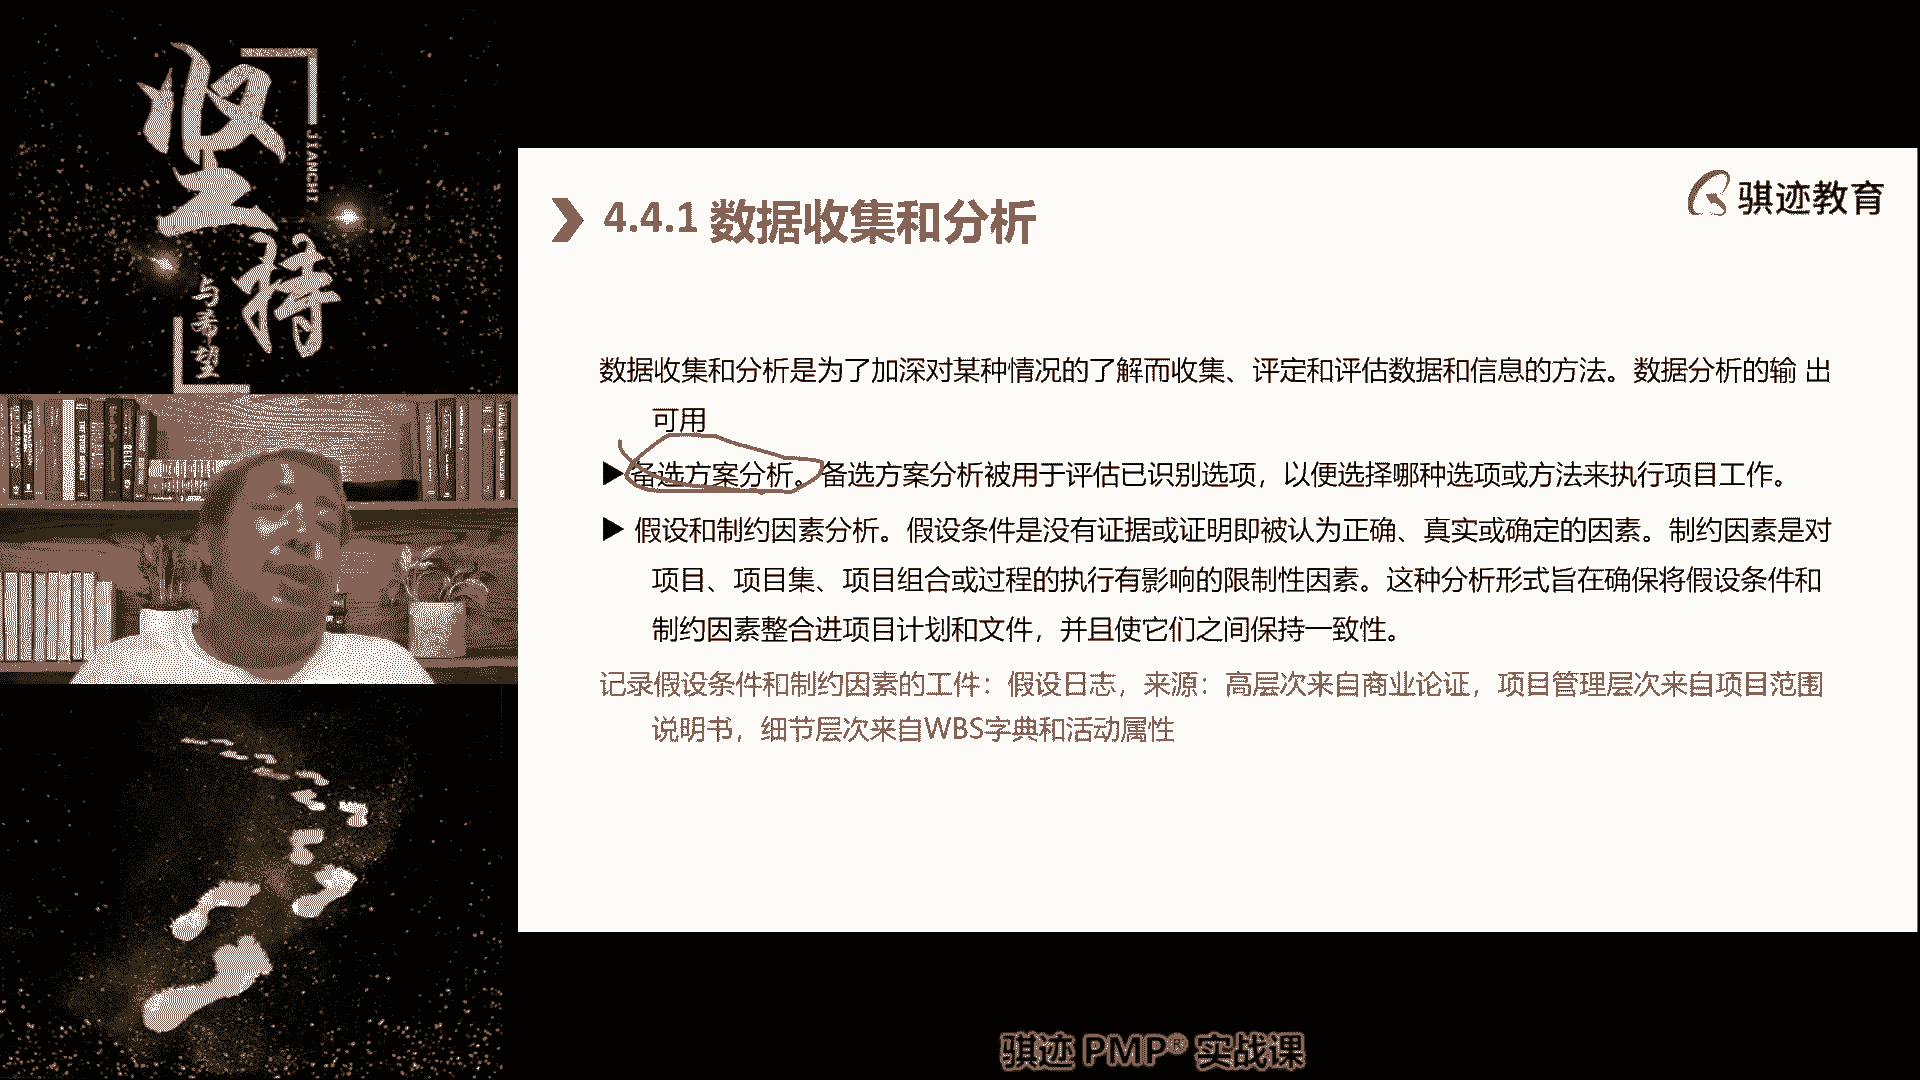 坚
JIANCHI
持
与希望
骐迹教育
4.4.1 数据收集和分析
数据收集和分析是为了加深对某种情况的了解而收集、评定和评估数据和信息的方法。数据分析的输 出
可用
▶备选方案分析。备选方案分析被用于评估已识别选项，以便选择哪种选项或方法来执行项目工作。
▶ 假设和制约因素分析。假设条件是没有证据或证明即被认为正确、真实或确定的因素。制约因素是对
项目、项目集、项目组合或过程的执行有影响的限制性因素。这种分析形式旨在确保将假设条件和
制约因素整合进项目计划和文件，并且使它们之间保持一致性。
记录假设条件和制约因素的工件：假设日志，来源：高层次来自商业论证，项目管理层次来自项目范围
说明书，细节层次来自WBS字典和活动属性
骐迹 PMP® 实战课